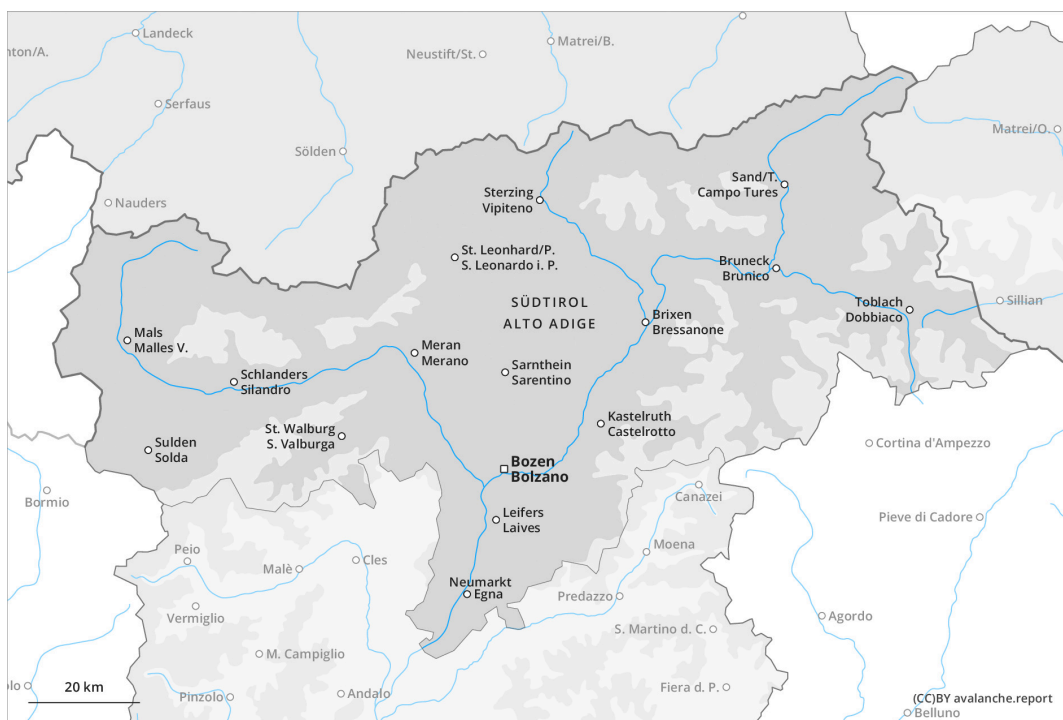 Landeck
nton/A.
Neustift/St.
Matrei/B.
Serfaus
Matrei/O.
Sölden
Nauders
Sterzing
Vipiteno
Sand/T.
Campo Tures
St. Leonhard/P.
S. Leonardo i. P.
Bruneck
Brunico
SÜDTIROL
ALTO ADIGE
Toblach
Dobbiaco
Sillian
Brixen
Bressanone
Mals
Malles V.
Meran
Merano
Sarnthein
Sarentino
Schlanders
Silandro
St. Walburg
S. Valburga
Kastelruth
Castelrotto
Sulden
Solda
Cortina d'Ampezzo
Bozen
Bolzano
Bormio
Canazei
Leifers
Laives
Pieve di Cadore
Peio
Malè
Cles
Moena
Neumarkt
Egna
Predazzo
Vermiglio
Agordo
S. Martino d. C.
M. Campiglio
olo
20 km
Pinzolo
Andalo
Fiera d. P.
(CC)BY avalanche.report
Belluno